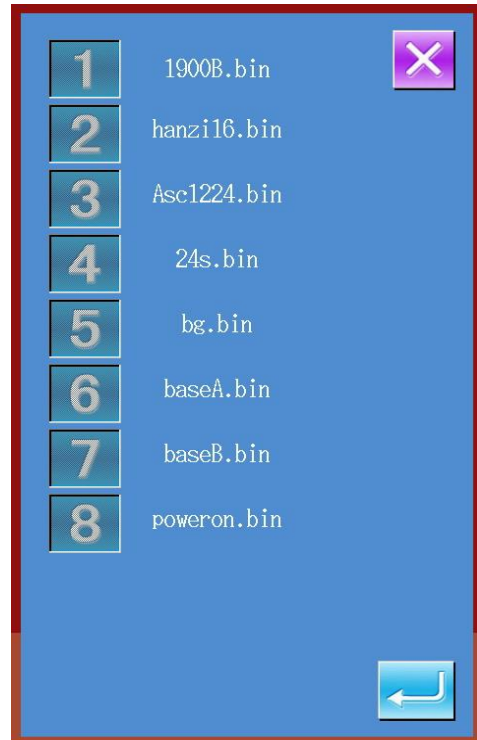 1 1900B.bin
2 hanzi16.bin
3 Asc1224.bin
4 24s.bin
5 bg.bin
6 baseA.bin
7 baseB.bin
8 poweron.bin